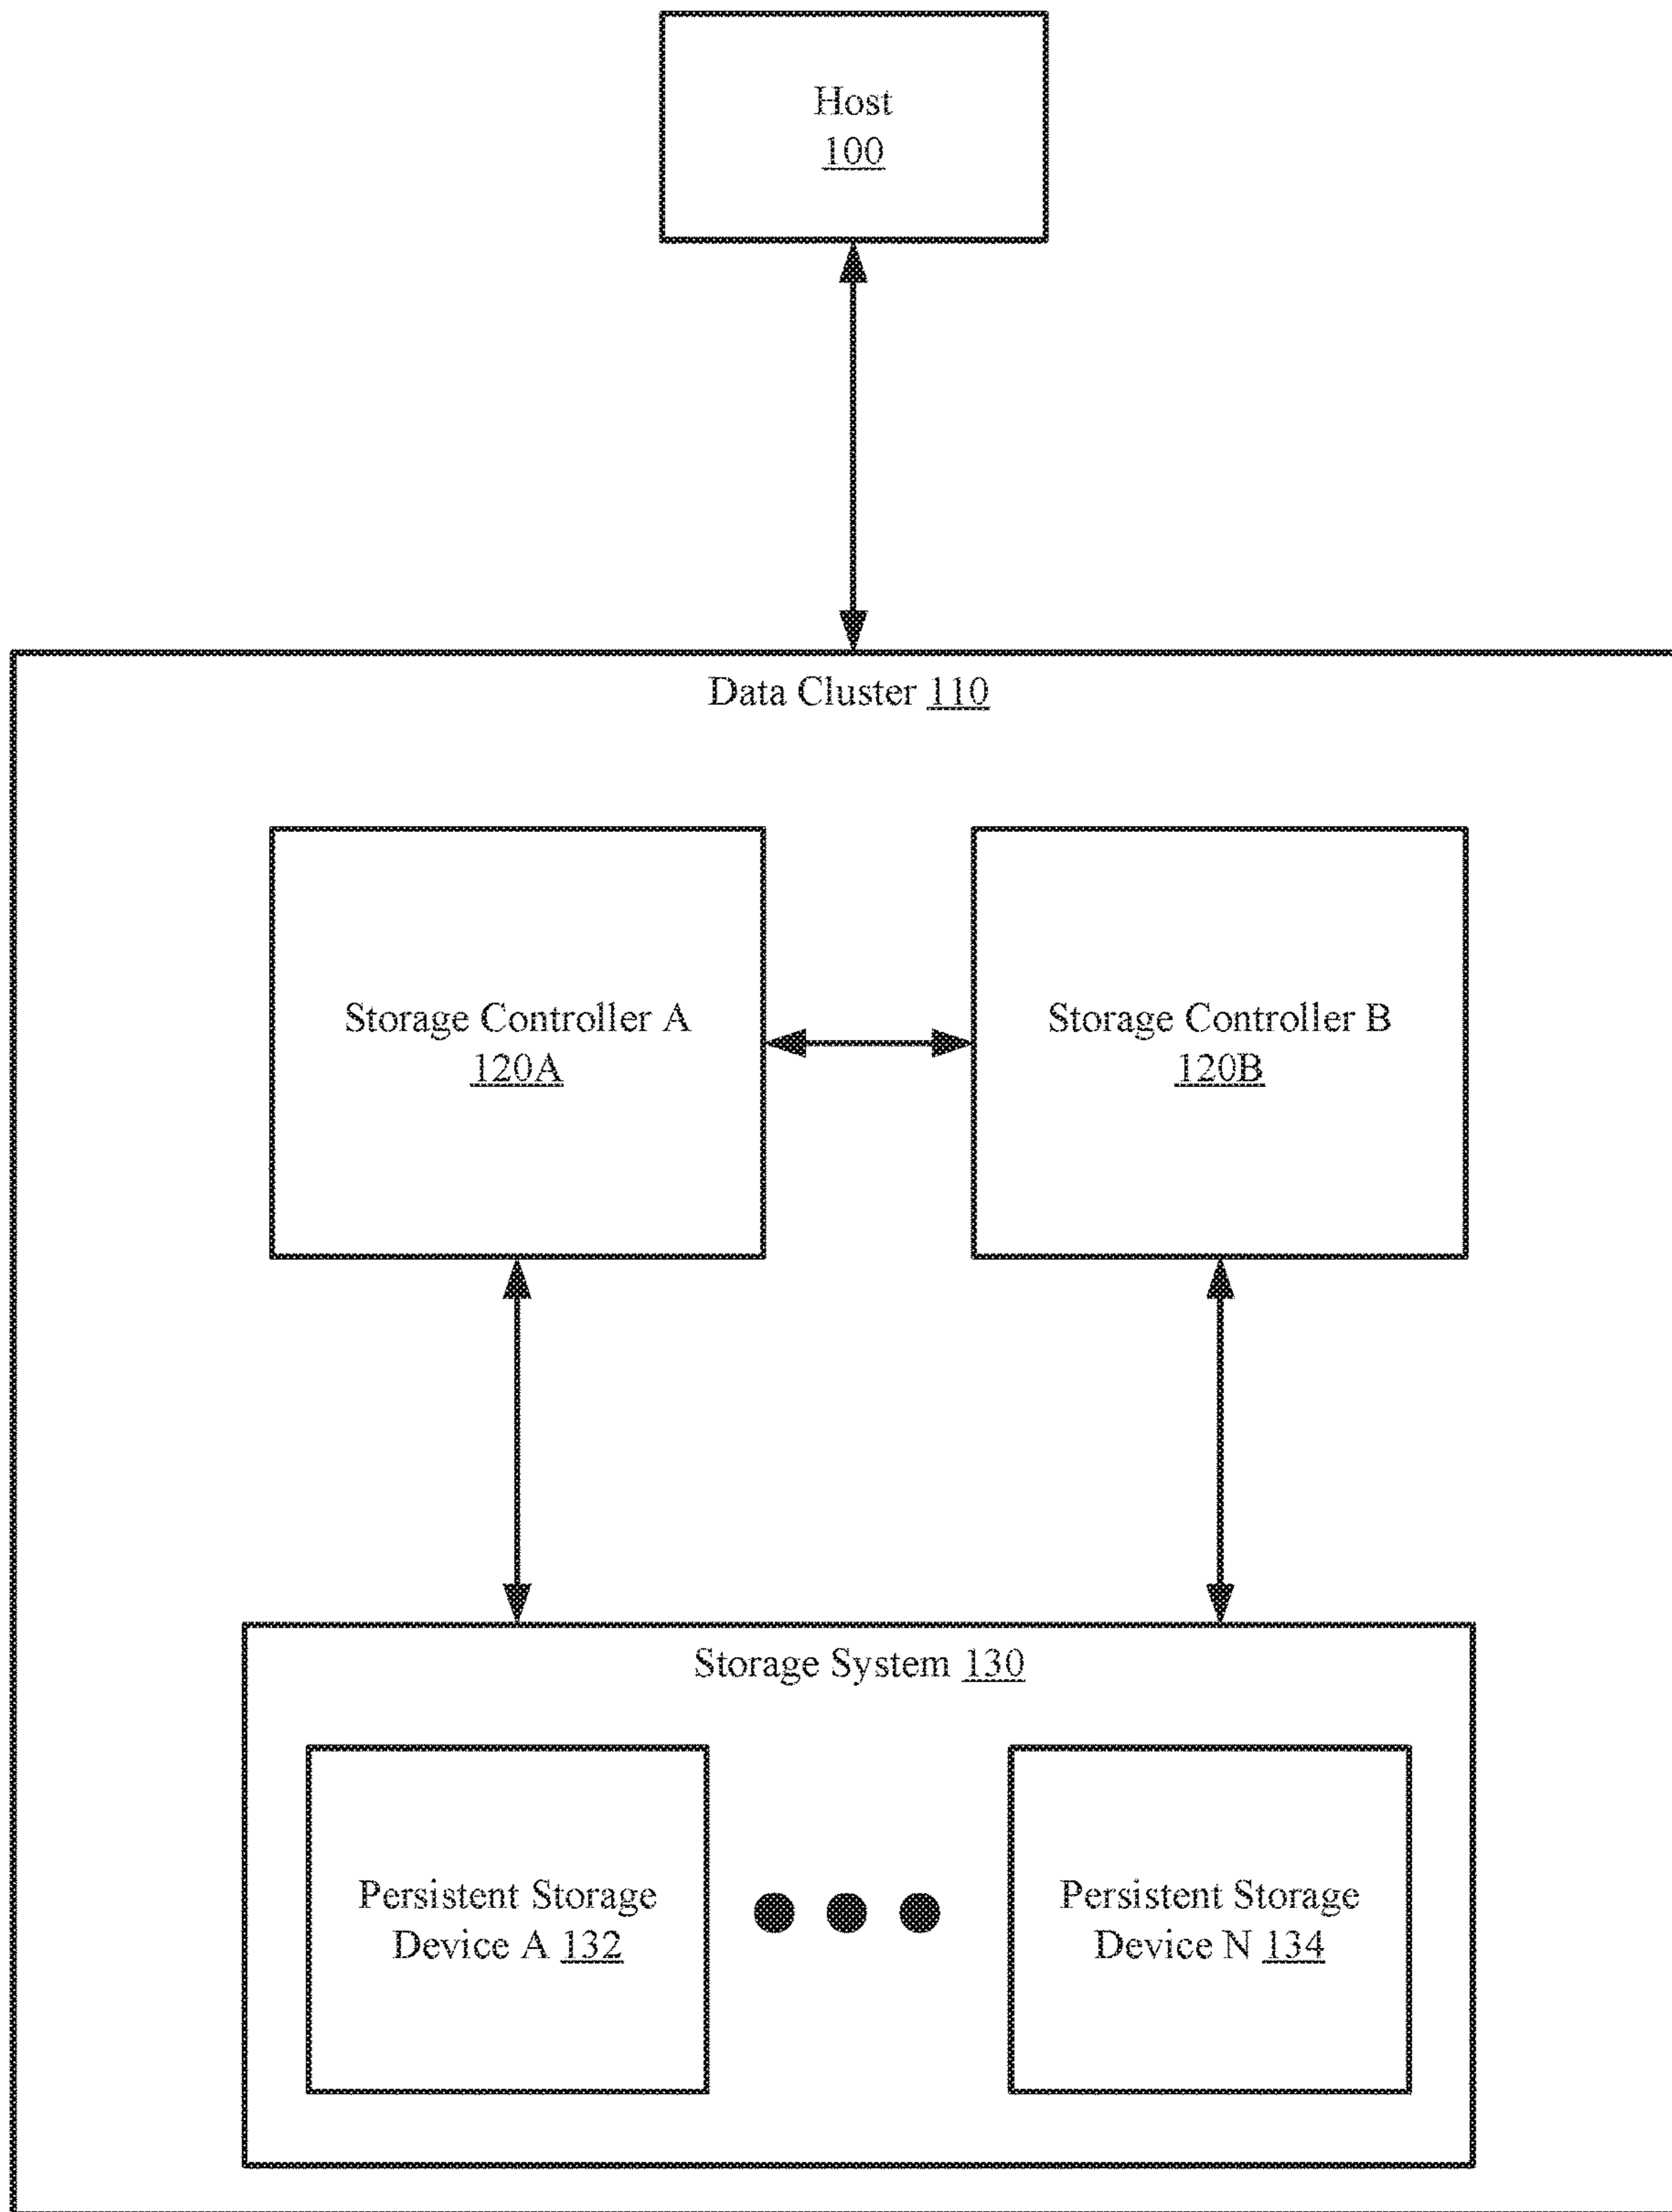 Host
100
Data Cluster 110
Storage Controller A
120A
Storage Controller B
120B
Storage System 130
Persistent Storage
Device A 132
Persistent Storage
Device N 134